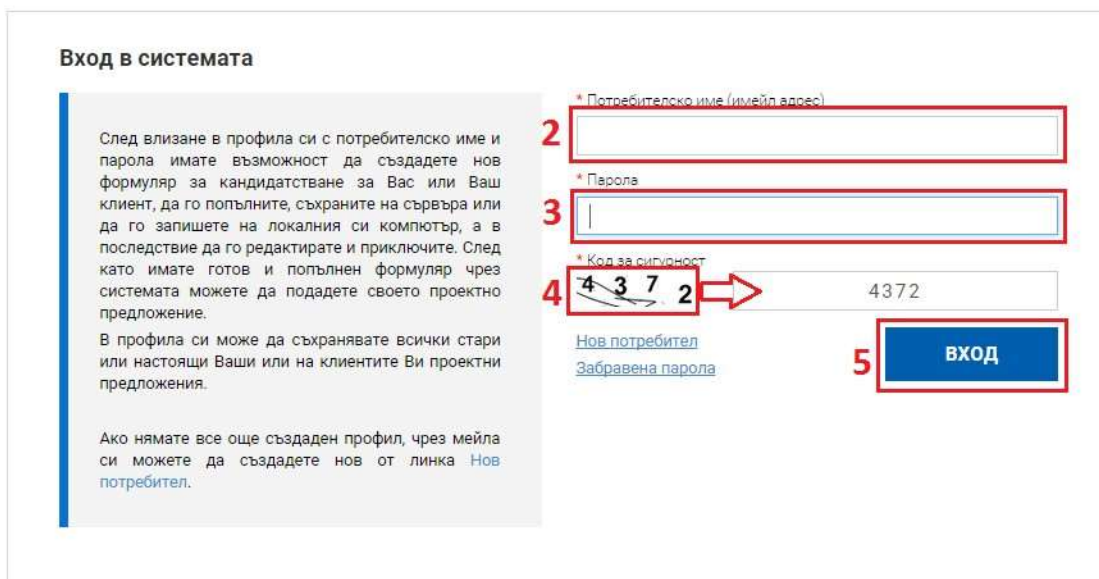 Вход в системата
След влизане в профила си с потребителско име и
парола имате възможност да създадете нов
формуляр за кандидатстване за Вас или Ваш
клиент, да го попълните, съхраните на сървъра или
да го запишете на локалния си компютър, а в
последствие да го редактирате и приключите. След
като имате готов и попълнен формуляр чрез
системата можете да подадете своето проектно
предложение.
В профила си може да съхранявате всички стари
или настоящи Ваши или на клиентите Ви проектни
предложения.
Ако нямате все още създаден профил, чрез мейла
си можете да създадете нов от линка Нов
потребител.
* Потребителско име (имейл адрес)
2
* Парола
3
* Код за сигурност
4 4 3 7 2 4372
Нов потребител
Забравена парола
5 ВХОД